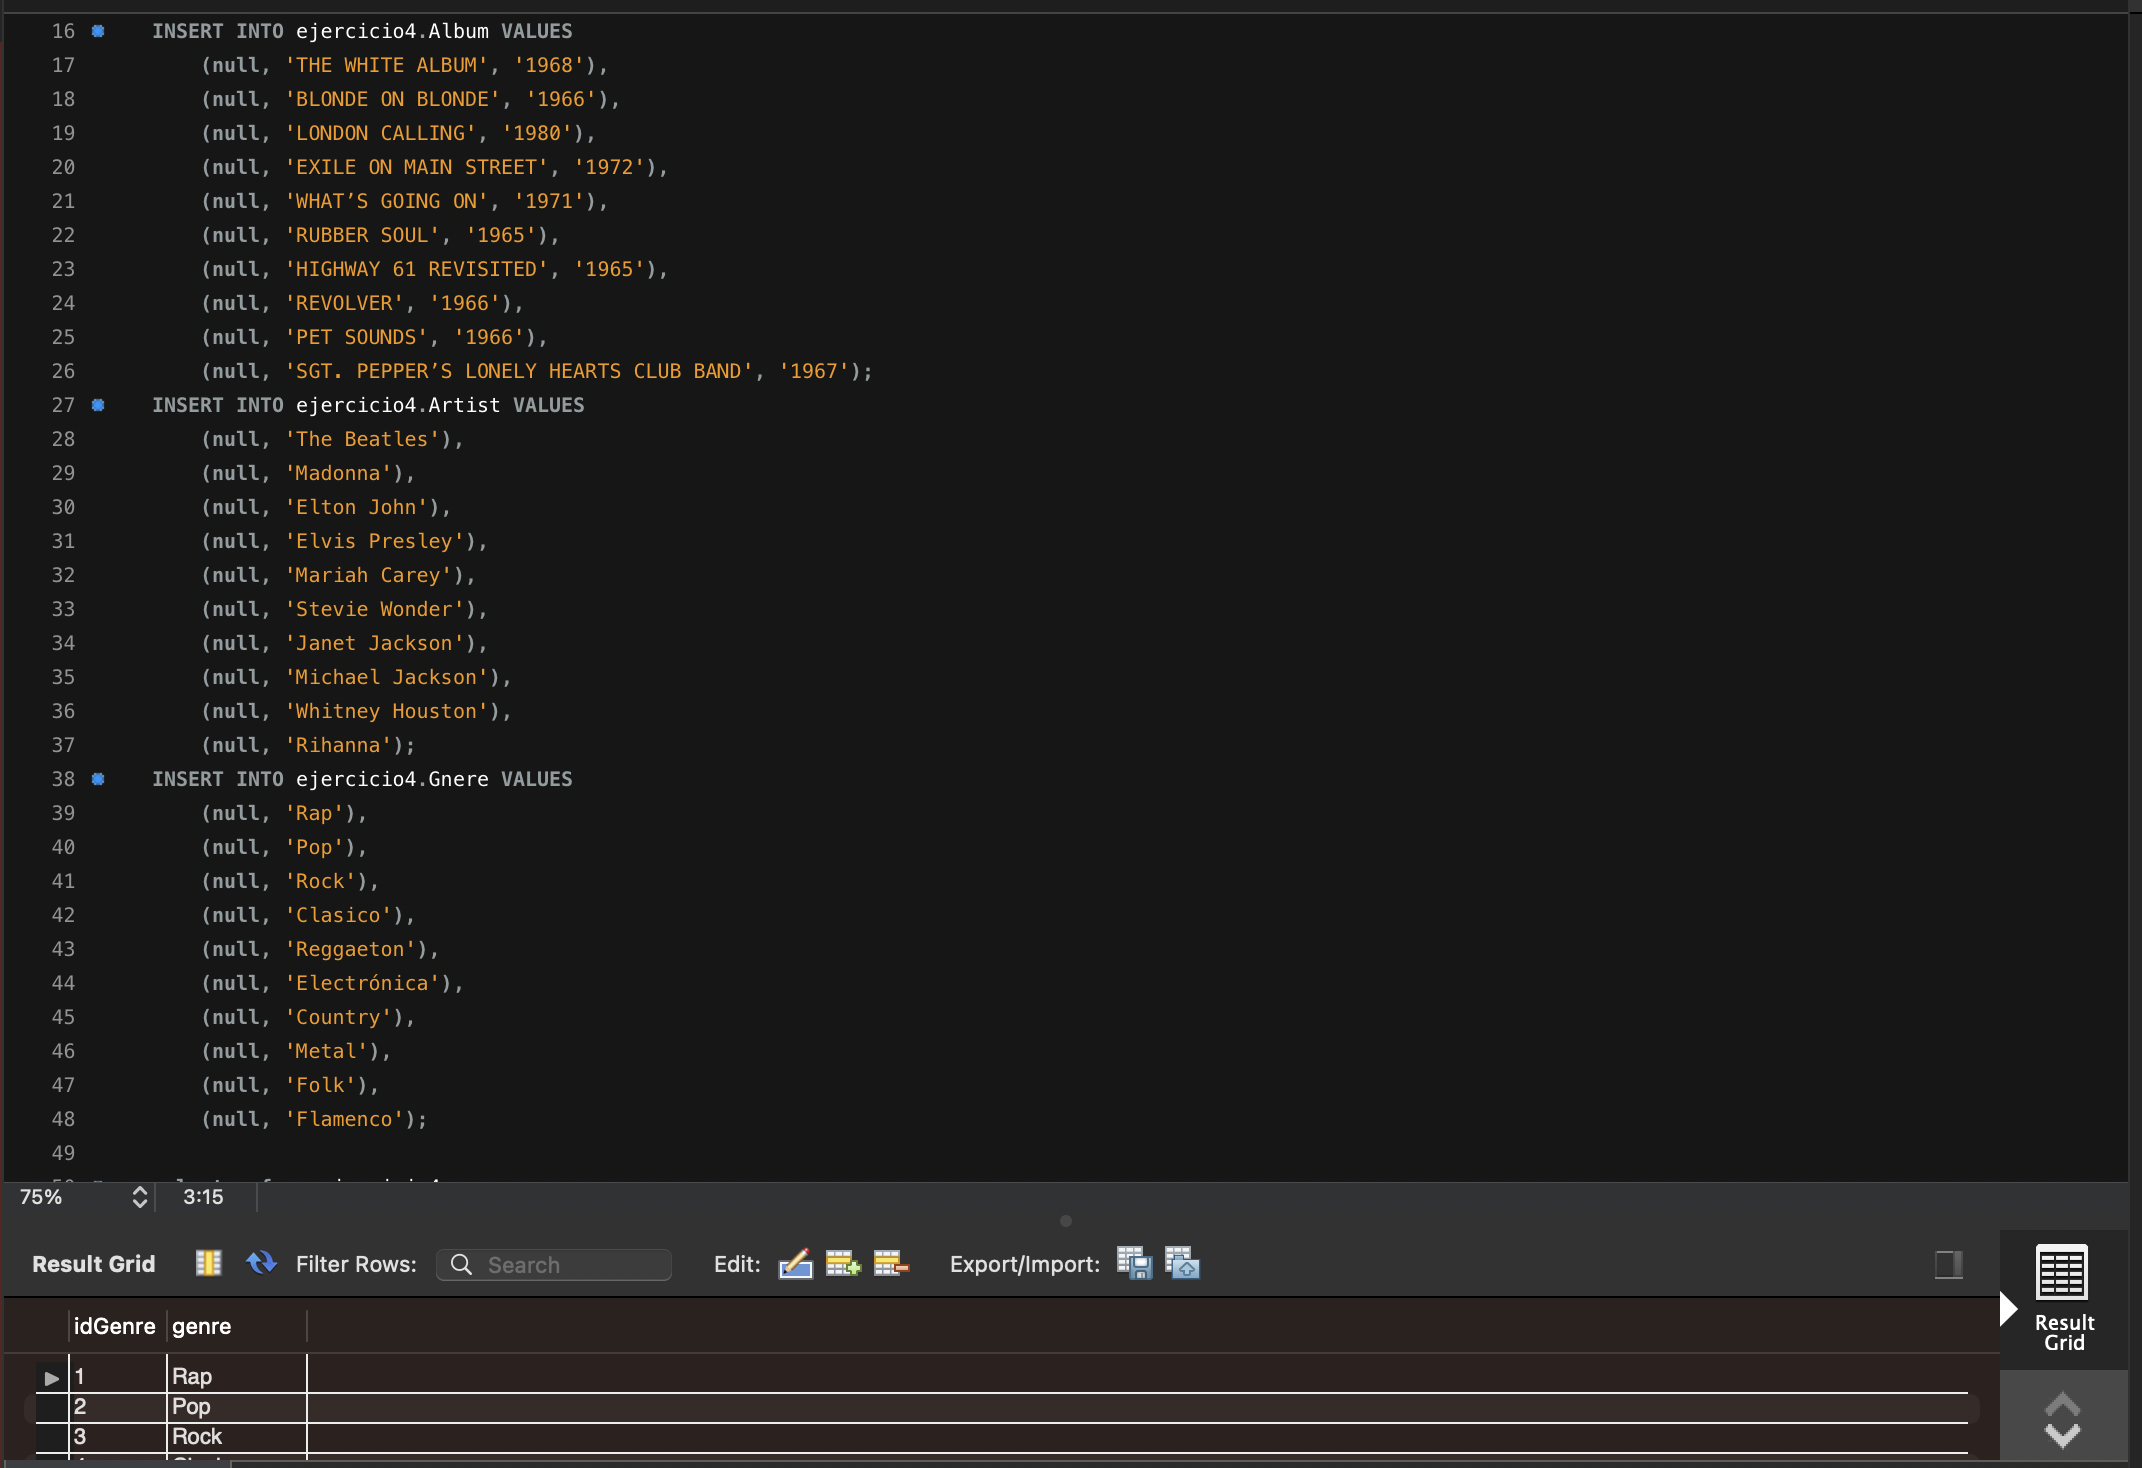 16 INSERT INTO ejercicio4.Album VALUES
17 (null, 'THE WHITE ALBUM', '1968'),
18 (null, 'BLONDE ON BLONDE', '1966'),
19 (null, 'LONDON CALLING', '1980'),
20 (null, 'EXILE ON MAIN STREET', '1972'),
21 (null, 'WHAT’S GOING ON', '1971'),
22 (null, 'RUBBER SOUL', '1965'),
23 (null, 'HIGHWAY 61 REVISITED', '1965'),
24 (null, 'REVOLVER', '1966'),
25 (null, 'PET SOUNDS', '1966'),
26 (null, 'SGT. PEPPER’S LONELY HEARTS CLUB BAND', '1967');
27 INSERT INTO ejercicio4.Artist VALUES
28 (null, 'The Beatles'),
29 (null, 'Madonna'),
30 (null, 'Elton John'),
31 (null, 'Elvis Presley'),
32 (null, 'Mariah Carey'),
33 (null, 'Stevie Wonder'),
34 (null, 'Janet Jackson'),
35 (null, 'Michael Jackson'),
36 (null, 'Whitney Houston'),
37 (null, 'Rihanna');
38 INSERT INTO ejercicio4.Gnere VALUES
39 (null, 'Rap'),
40 (null, 'Pop'),
41 (null, 'Rock'),
42 (null, 'Clasico'),
43 (null, 'Reggaeton'),
44 (null, 'Electrónica'),
45 (null, 'Country'),
46 (null, 'Metal'),
47 (null, 'Folk'),
48 (null, 'Flamenco');
49
75% 3:15
Result Grid Filter Rows: Search Edit: Export/Import:
Result
Grid
idGenre genre
1 Rap
2 Pop
3 Rock